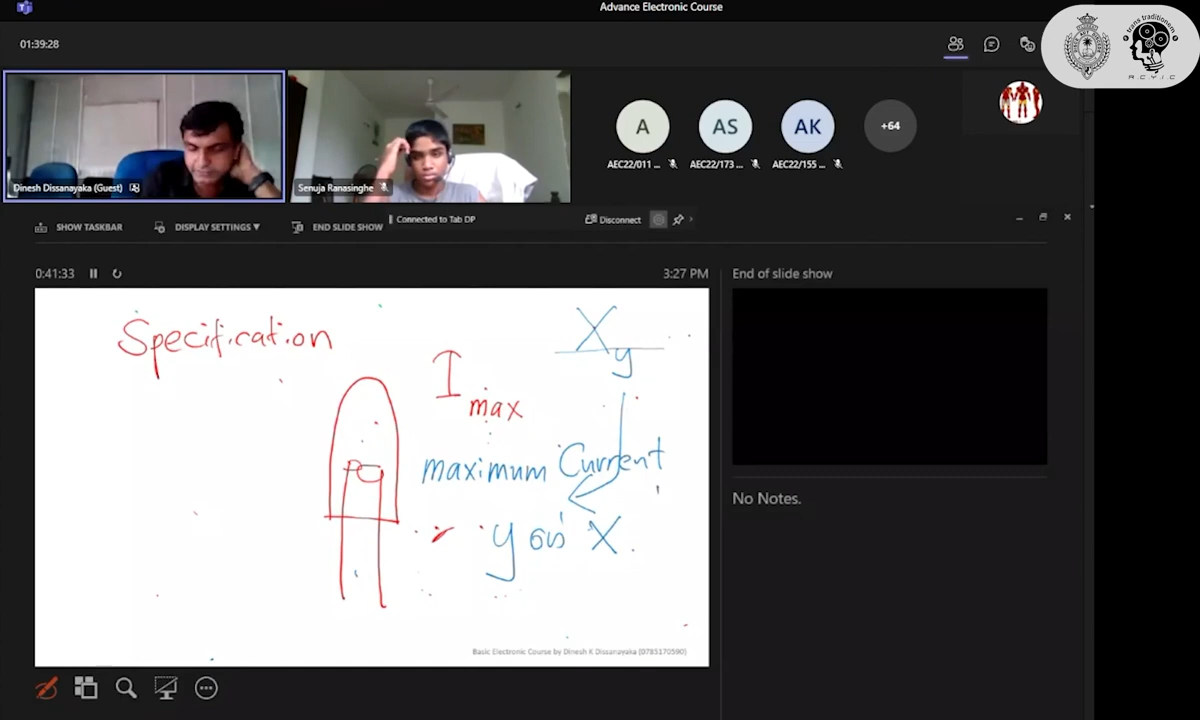 Advance Electronic Course
01:39:28
A.C.Y.I.C
Dinesh Dissanayaka (Guest)
Senuja Ranasinghe
A
AS
AK
+64
AEC22/011 ...
AEC22/173 ...
AEC22/155 ...
SHOW TASKBAR
DISPLAY SETTINGS ▼
END SLIDE SHOW
Connected to Tab DP
Disconnect
0:41:33
3:27 PM
End of slide show
Specification
X y
I max
maximum Current
y X
No Notes.
Basic Electronic Course by Dinesh K Dissanayaka (0785170590)